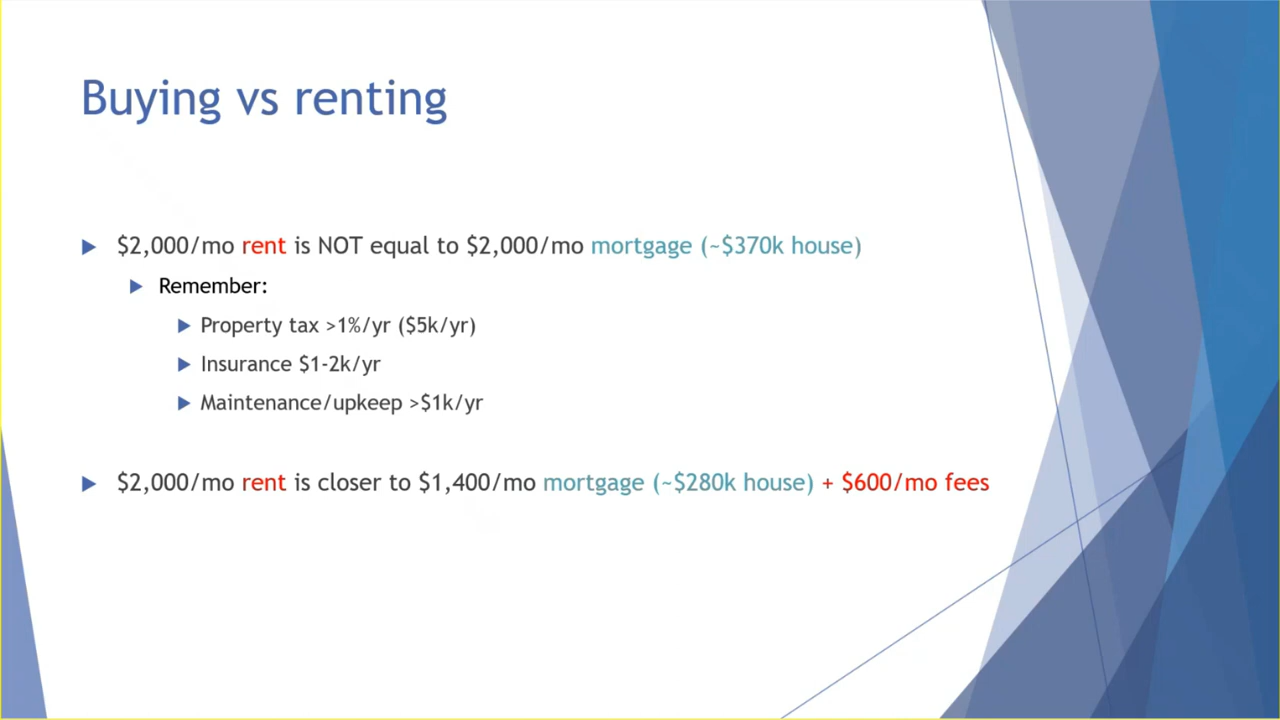 Buying vs renting
$2,000/mo rent is NOT equal to $2,000/mo mortgage (~$370k house)
Remember:
Property tax >1%/yr ($5k/yr)
Insurance $1-2k/yr
Maintenance/upkeep >$1k/yr
$2,000/mo rent is closer to $1,400/mo mortgage (~$280k house) + $600/mo fees